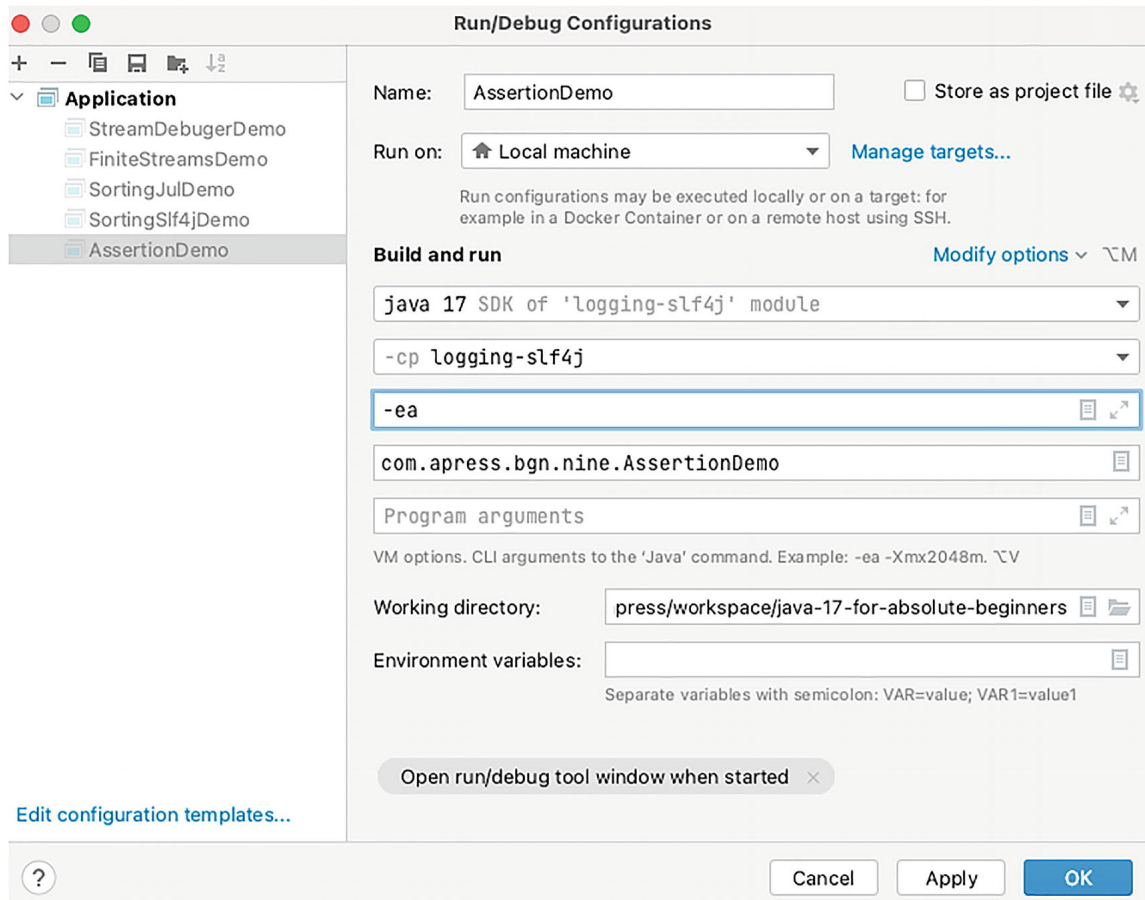 Run/Debug Configurations
Application
StreamDebugerDemo
FiniteStreamsDemo
SortingJulDemo
SortingSlf4jDemo
AssertionDemo
Edit configuration templates...
Name: AssertionDemo
Store as project file
Run on: Local machine
Manage targets...
Run configurations may be executed locally or on a target: for
example in a Docker Container or on a remote host using SSH.
Build and run
Modify options ⌥M
java 17 SDK of 'logging-slf4j' module
-cp logging-slf4j
-ea
com.apress.bgn.nine.AssertionDemo
Program arguments
VM options. CLI arguments to the ‘Java’ command. Example: -ea -Xmx2048m. ⌥V
Working directory: press/workspace/java-17-for-absolute-beginners
Environment variables:
Separate variables with semicolon: VAR=value; VAR1=value1
Open run/debug tool window when started ×
?
Cancel
Apply
OK